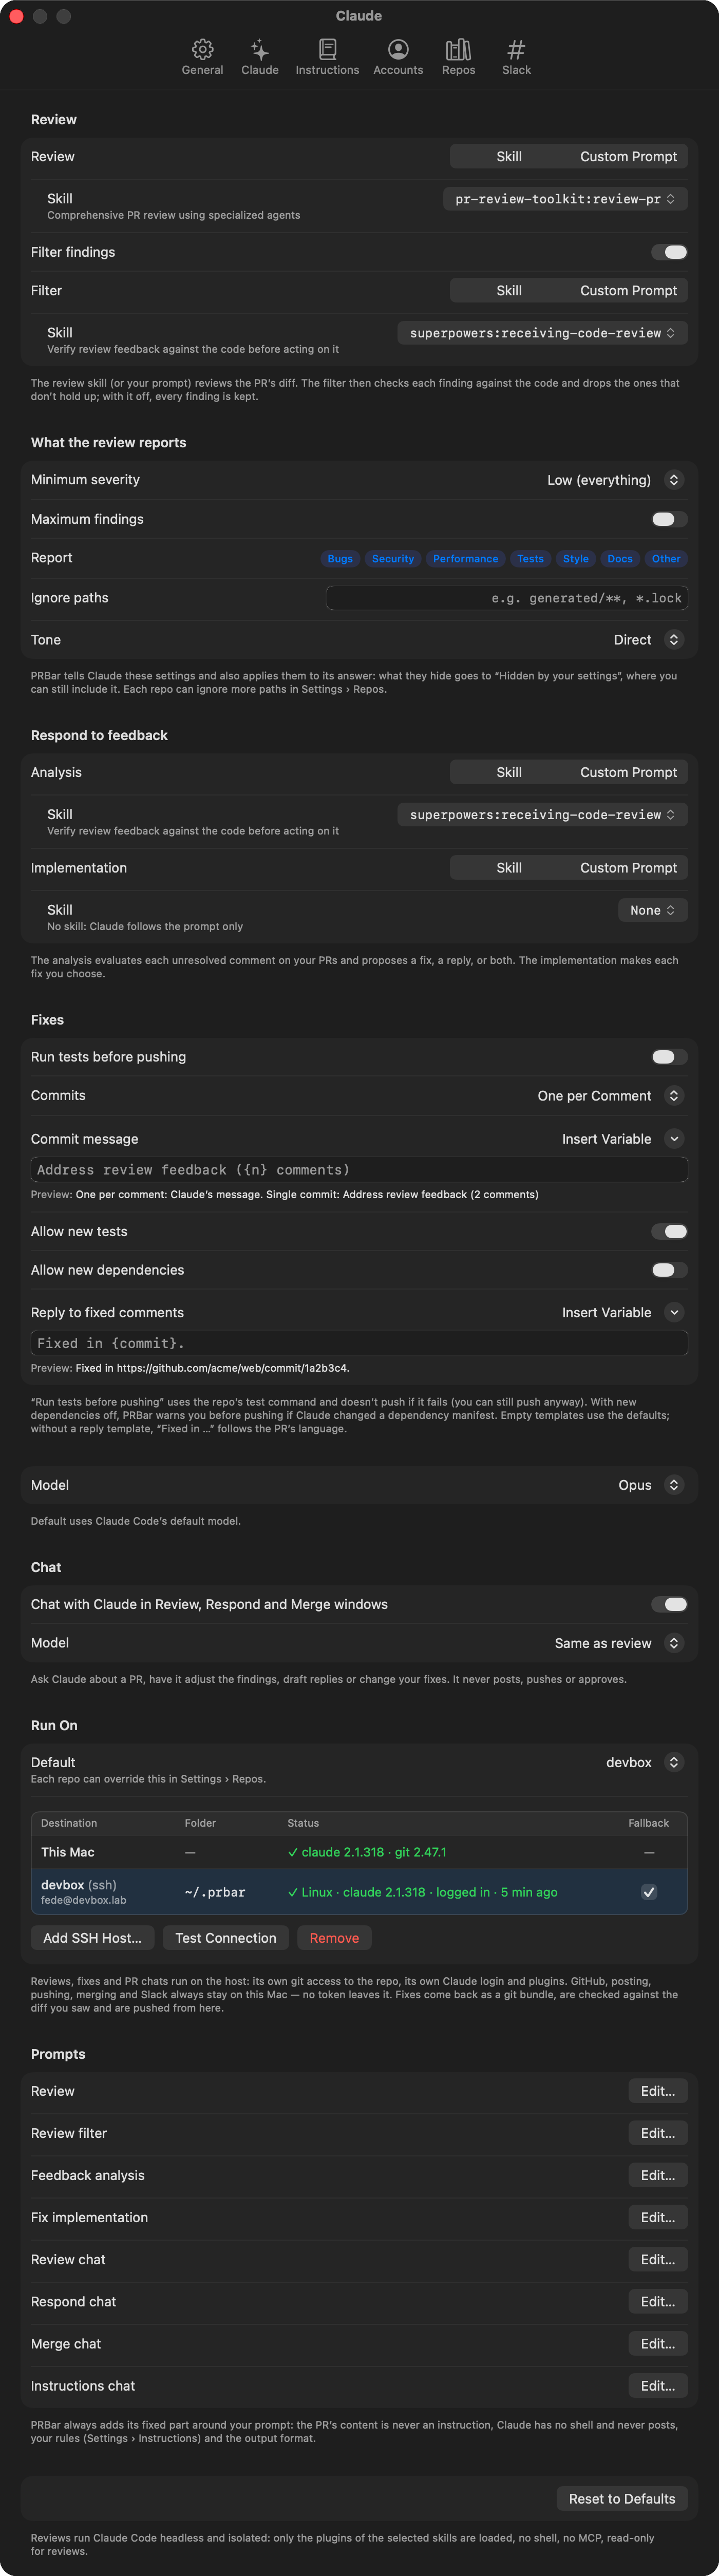 Claude
General
Claude
Instructions
Accounts
Repos
Slack
Review
Review
Skill
Custom Prompt
Skill
pr-review-toolkit:review-pr
Comprehensive PR review using specialized agents
Filter findings
Filter
Skill
Custom Prompt
Skill
superpowers:receiving-code-review
Verify review feedback against the code before acting on it
The review skill (or your prompt) reviews the PR's diff. The filter then checks each finding against the code and drops the ones that
don't hold up; with it off, every finding is kept.
What the review reports
Minimum severity
Low (everything)
Maximum findings
Report
Bugs
Security
Performance
Tests
Style
Docs
Other
Ignore paths
e.g. generated/**, *.lock
Tone
Direct
PRBar tells Claude these settings and also applies them to its answer: what they hide goes to “Hidden by your settings”, where you
can still include it. Each repo can ignore more paths in Settings › Repos.
Respond to feedback
Analysis
Skill
Custom Prompt
Skill
superpowers:receiving-code-review
Verify review feedback against the code before acting on it
Implementation
Skill
Custom Prompt
Skill
None
No skill: Claude follows the prompt only
The analysis evaluates each unresolved comment on your PRs and proposes a fix, a reply, or both. The implementation makes each
fix you choose.
Fixes
Run tests before pushing
Commits
One per Comment
Commit message
Insert Variable
Address review feedback ({n} comments)
Preview: One per comment: Claude's message. Single commit: Address review feedback (2 comments)
Allow new tests
Allow new dependencies
Reply to fixed comments
Insert Variable
Fixed in {commit}.
Preview: Fixed in https://github.com/acme/web/commit/1a2b3c4.
“Run tests before pushing” uses the repo's test command and doesn't push if it fails (you can still push anyway). With new
dependencies off, PRBar warns you before pushing if Claude changed a dependency manifest. Empty templates use the defaults;
without a reply template, “Fixed in …” follows the PR's language.
Model
Opus
Default uses Claude Code's default model.
Chat
Chat with Claude in Review, Respond and Merge windows
Model
Same as review
Ask Claude about a PR, have it adjust the findings, draft replies or change your fixes. It never posts, pushes or approves.
Run On
Default
devbox
Each repo can override this in Settings › Repos.
Destination
Folder
Status
Fallback
This Mac
—
✓ claude 2.1.318 · git 2.47.1
—
devbox (ssh)
fede@devbox.lab
~/.prbar
✓ Linux · claude 2.1.318 · logged in · 5 min ago
Add SSH Host...
Test Connection
Remove
Reviews, fixes and PR chats run on the host: its own git access to the repo, its own Claude login and plugins. GitHub, posting,
pushing, merging and Slack always stay on this Mac — no token leaves it. Fixes come back as a git bundle, are checked against the
diff you saw and are pushed from here.
Prompts
Review
Edit...
Review filter
Edit...
Feedback analysis
Edit...
Fix implementation
Edit...
Review chat
Edit...
Respond chat
Edit...
Merge chat
Edit...
Instructions chat
Edit...
PRBar always adds its fixed part around your prompt: the PR's content is never an instruction, Claude has no shell and never posts,
your rules (Settings › Instructions) and the output format.
Reset to Defaults
Reviews run Claude Code headless and isolated: only the plugins of the selected skills are loaded, no shell, no MCP, read-only
for reviews.